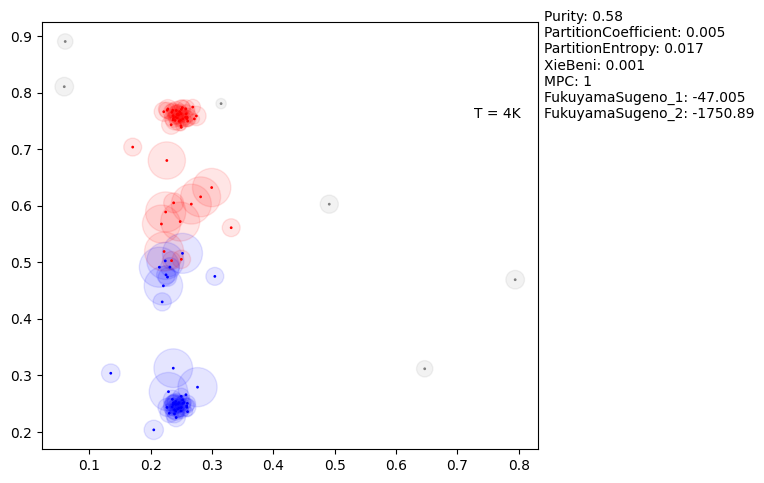 Purity: 0.58
PartitionCoefficient: 0.005
PartitionEntropy: 0.017
XieBeni: 0.001
MPC: 1
FukuyamaSugeno_1: -47.005
FukuyamaSugeno_2: -1750.89
T = 4K
0.9
0.8
0.7
0.6
0.5
0.4
0.3
0.2
0.1 0.2 0.3 0.4 0.5 0.6 0.7 0.8